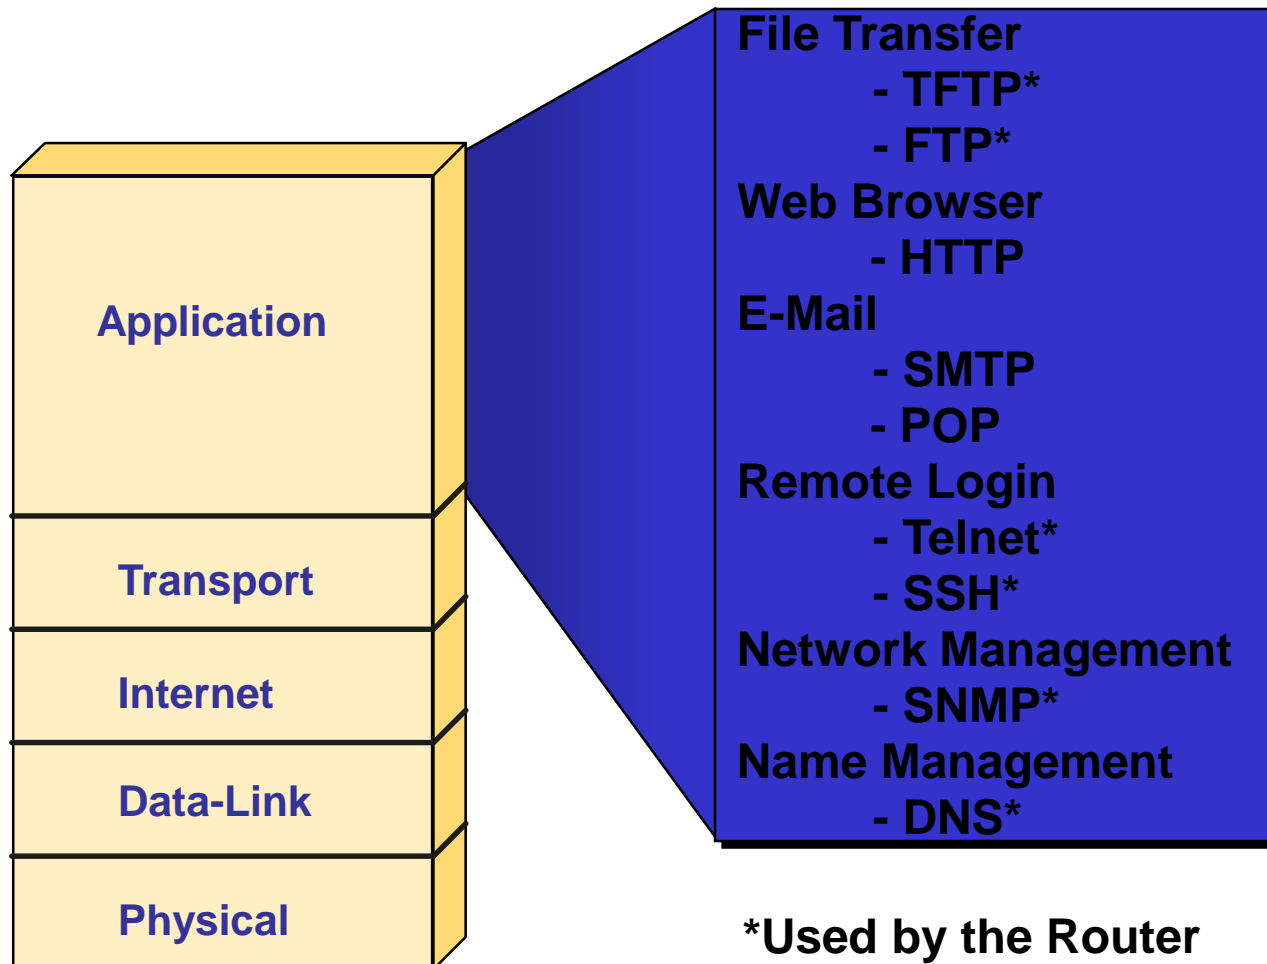 Application
Transport
Internet
Data-Link
Physical
File Transfer
- TFTP*
- FTP*
Web Browser
- HTTP
E-Mail
- SMTP
- POP
Remote Login
- Telnet*
- SSH*
Network Management
- SNMP*
Name Management
- DNS*
*Used by the Router